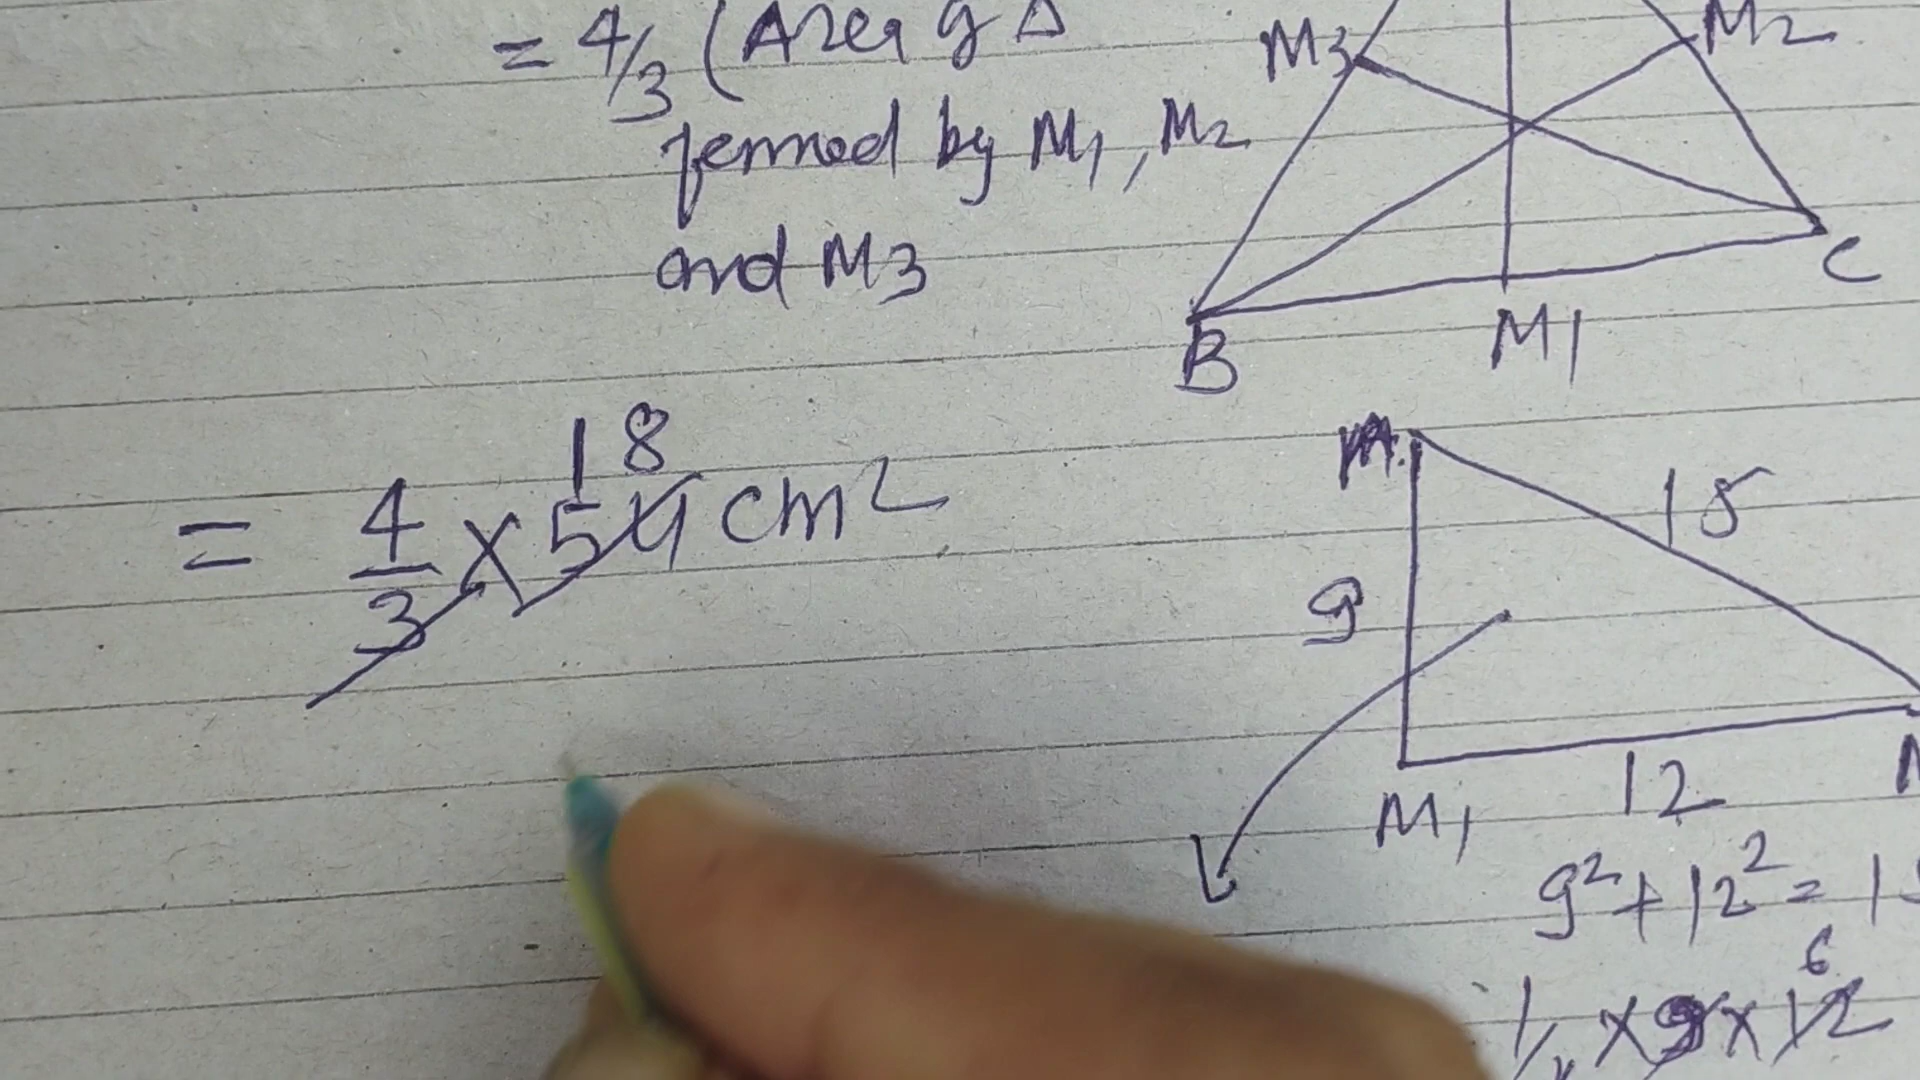 = 4/3 (Area of Δ
formed by M1, M2
and M3
M3
M2
B
M1
C
18
= 4/3 × 54 cm²
15
9
12
M1
9² + 12² = 15
6
1/2 × 9 × 12